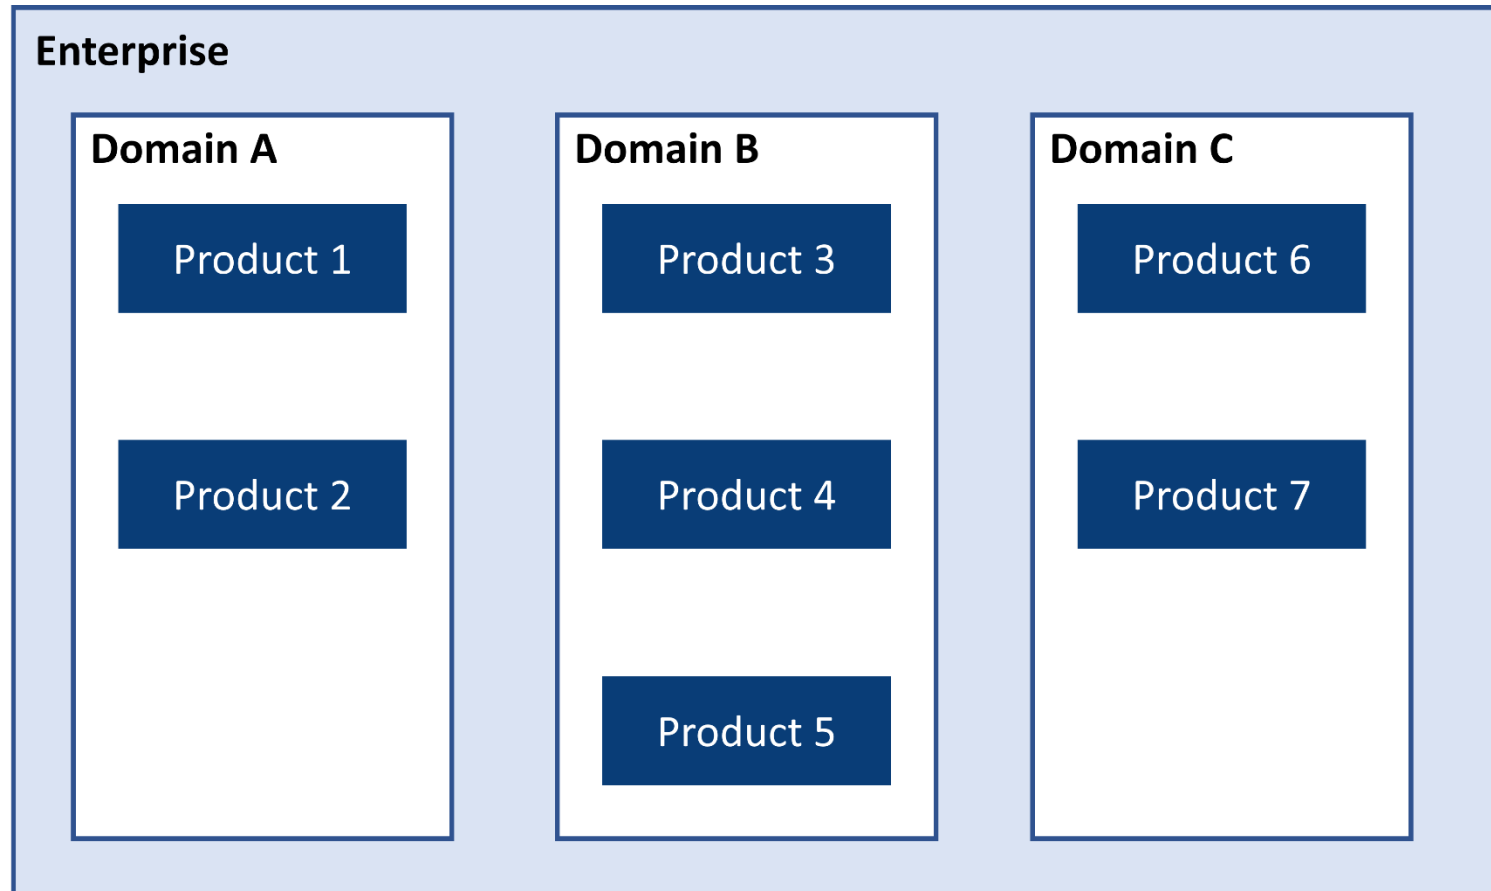 Enterprise
Domain A
Product 1
Product 2
Domain B
Product 3
Product 4
Product 5
Domain C
Product 6
Product 7